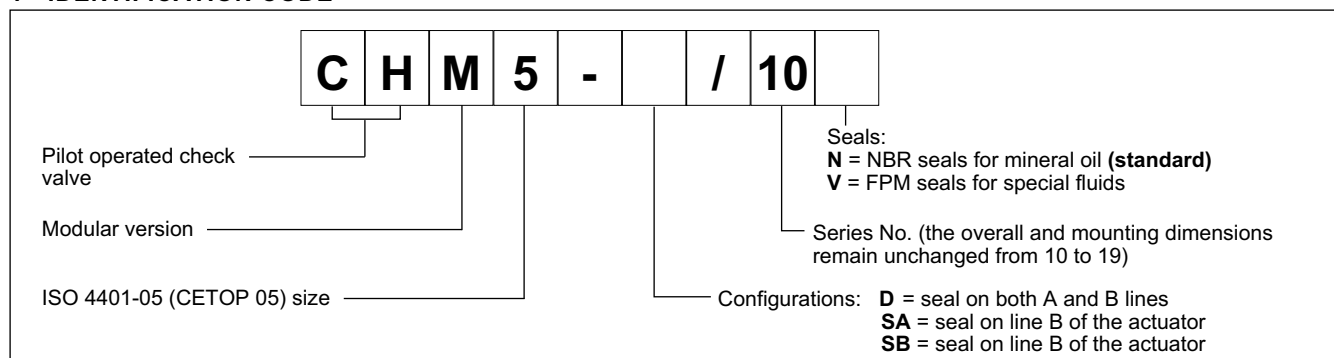 C H M 5 - / 10
Pilot operated check
valve
Modular version
ISO 4401-05 (CETOP 05) size
Seals:
N = NBR seals for mineral oil (standard)
V = FPM seals for special fluids
Series No. (the overall and mounting dimensions
remain unchanged from 10 to 19)
Configurations: D = seal on both A and B lines
SA = seal on line B of the actuator
SB = seal on line B of the actuator